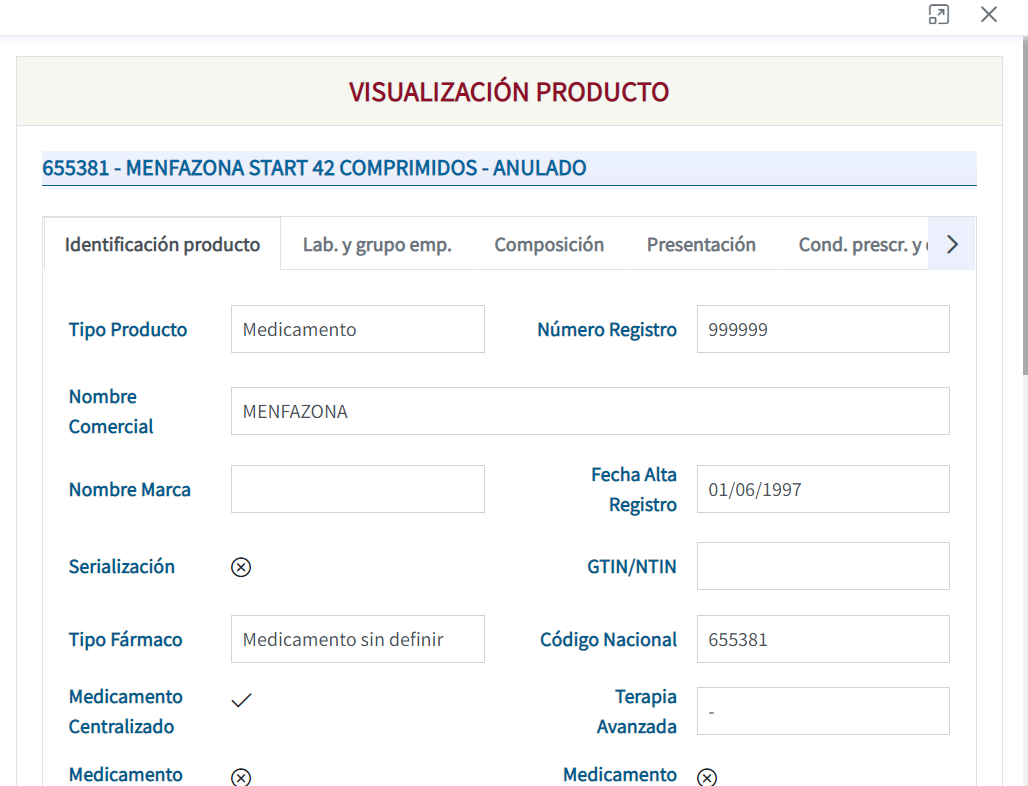 VISUALIZACIÓN PRODUCTO
655381 - MENFAZONA START 42 COMPRIMIDOS - ANULADO
Identificación producto Lab. y grupo emp. Composición Presentación Cond. prescr. y
Tipo Producto Medicamento Número Registro 999999
Nombre
Comercial
MENFAZONA
Nombre Marca
Fecha Alta
Registro
01/06/1997
Serialización GTIN/NTIN
Tipo Fármaco Medicamento sin definir Código Nacional 655381
Medicamento
Centralizado
Terapia
Avanzada
-
Medicamento Medicamento